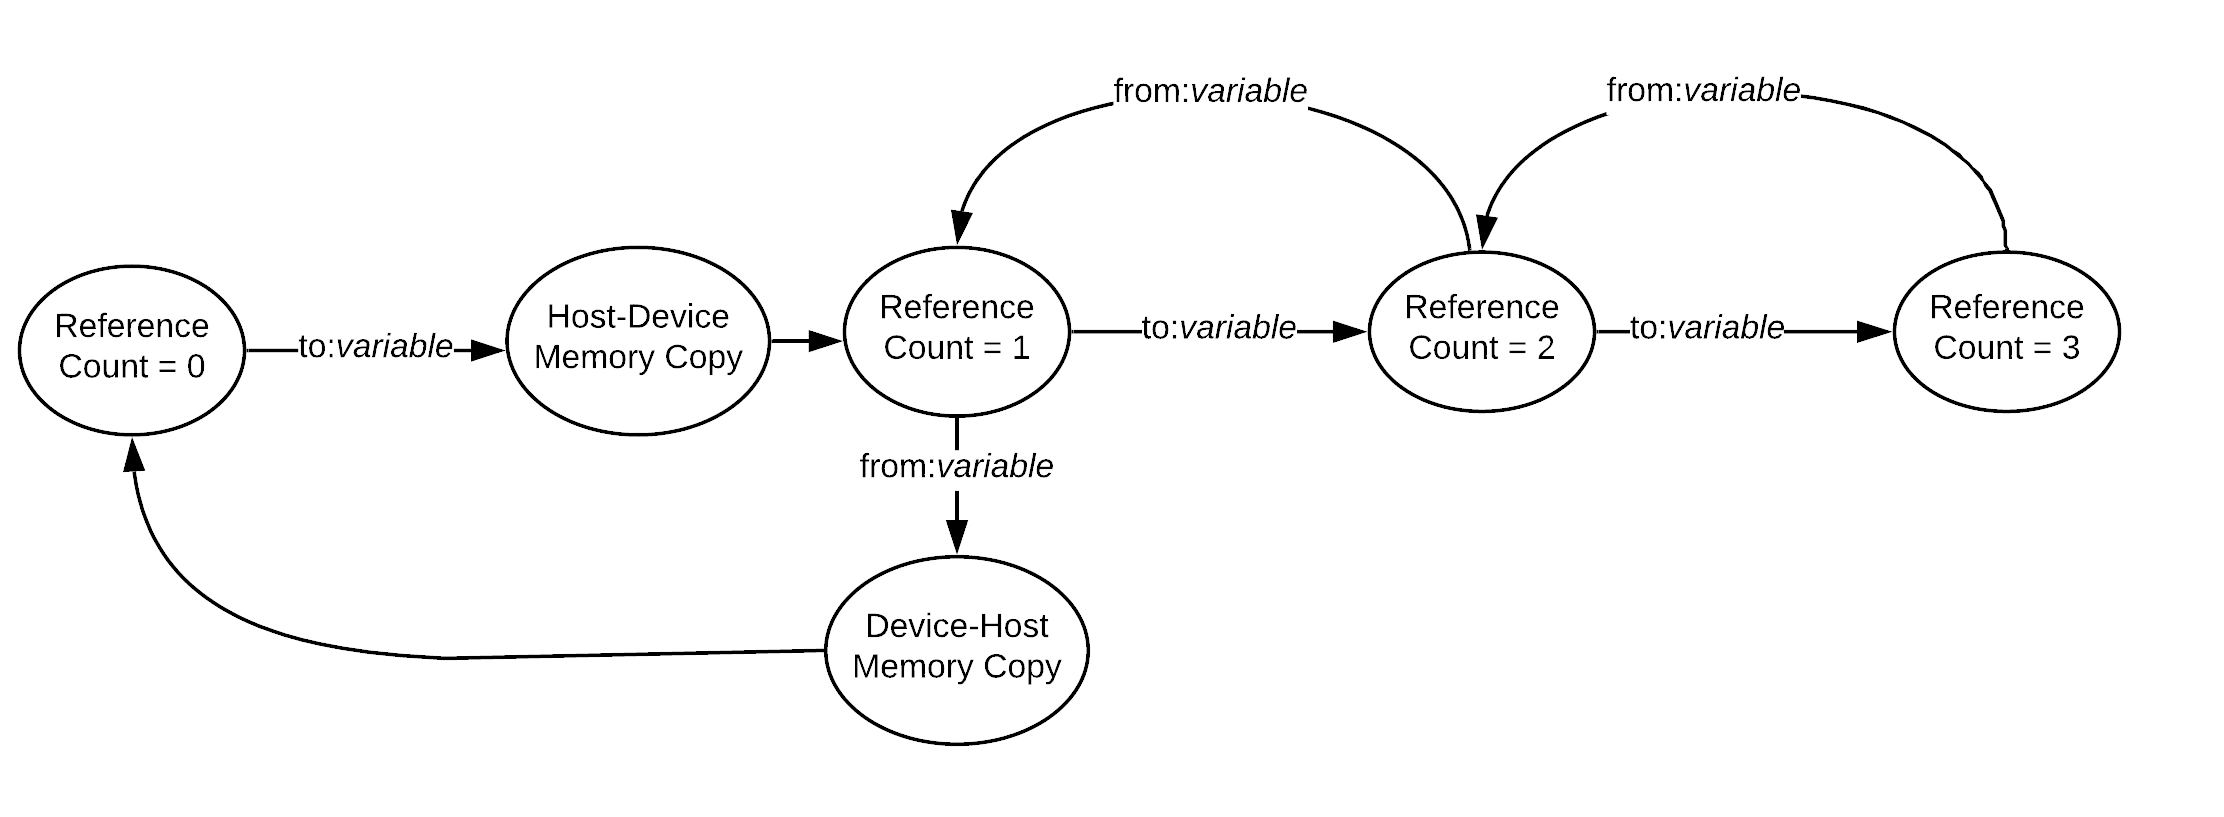 from:variable
from:variable
Reference
Count = 0
to:variable
Host-Device
Memory Copy
Reference
Count = 1
to:variable
Reference
Count = 2
to:variable
Reference
Count = 3
from:variable
Device-Host
Memory Copy